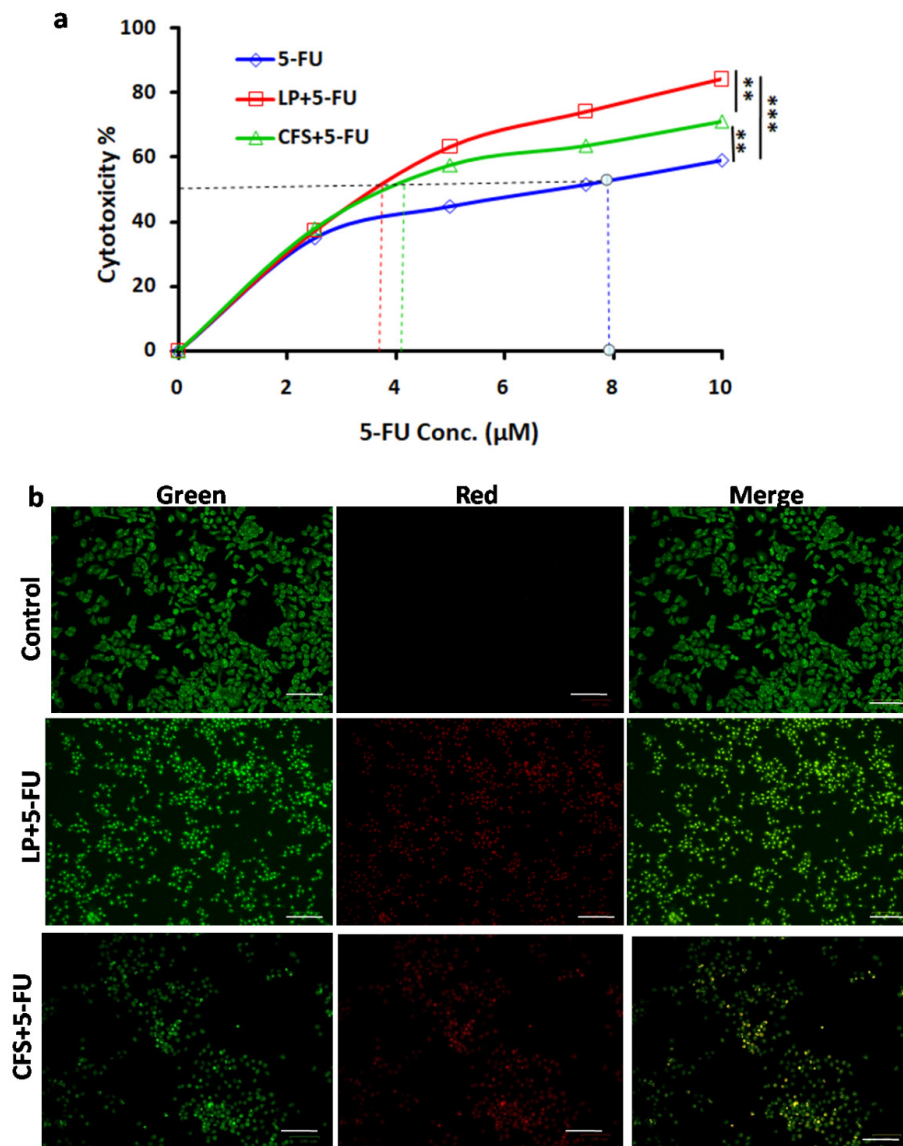 a
100
80
60
40
20
0
Cytotoxicity %
5-FU
LP+5-FU
CFS+5-FU
**
***
**
0 2 4 6 8 10
5-FU Conc. (µM)
b
Green Red Merge
Control
LP+5-FU
CFS+5-FU